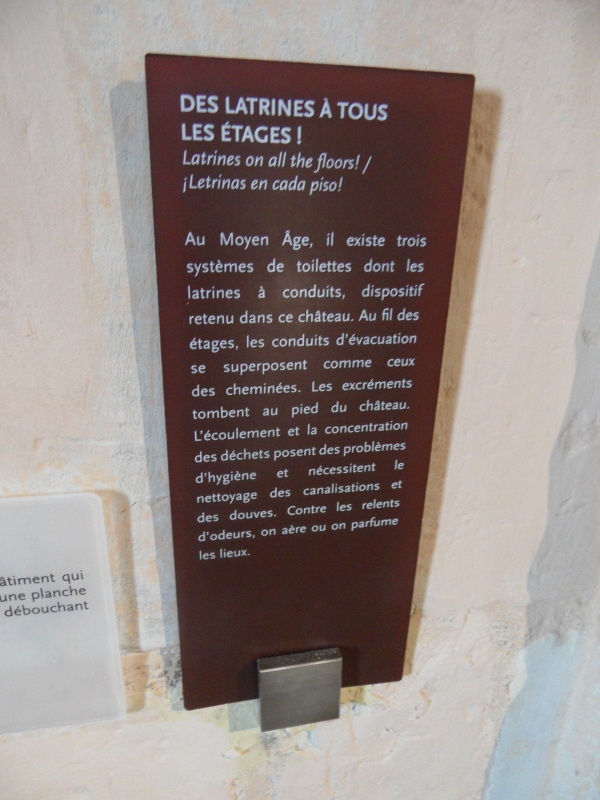 DES LATRINES À TOUS
LES ÉTAGES !
Latrines on all the floors! /
¡Letrinas en cada piso!
Au Moyen Âge, il existe trois
systèmes de toilettes dont les
latrines à conduits, dispositif
retenu dans ce château. Au fil des
étages, les conduits d'évacuation
se superposent comme ceux
des cheminées. Les excréments
tombent au pied du château.
L'écoulement et la concentration
des déchets posent des problèmes
d'hygiène et nécessitent le
nettoyage des canalisations et
des douves. Contre les relents
d'odeurs, on aère ou on parfume
les lieux.
âtiment qui
une planche
débouchant